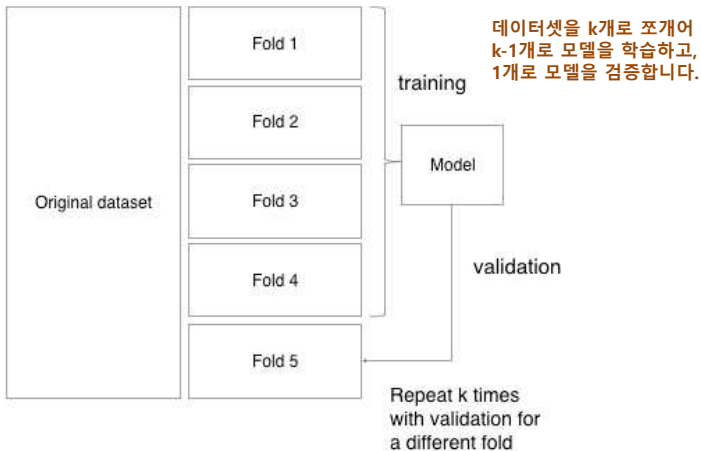 데이터셋을 k개로 쪼개어
k-1개로 모델을 학습하고,
1개로 모델을 검증합니다.
Fold 1
training
Fold 2
Model
Original dataset
Fold 3
validation
Fold 4
Fold 5
Repeat k times
with validation for
a different fold